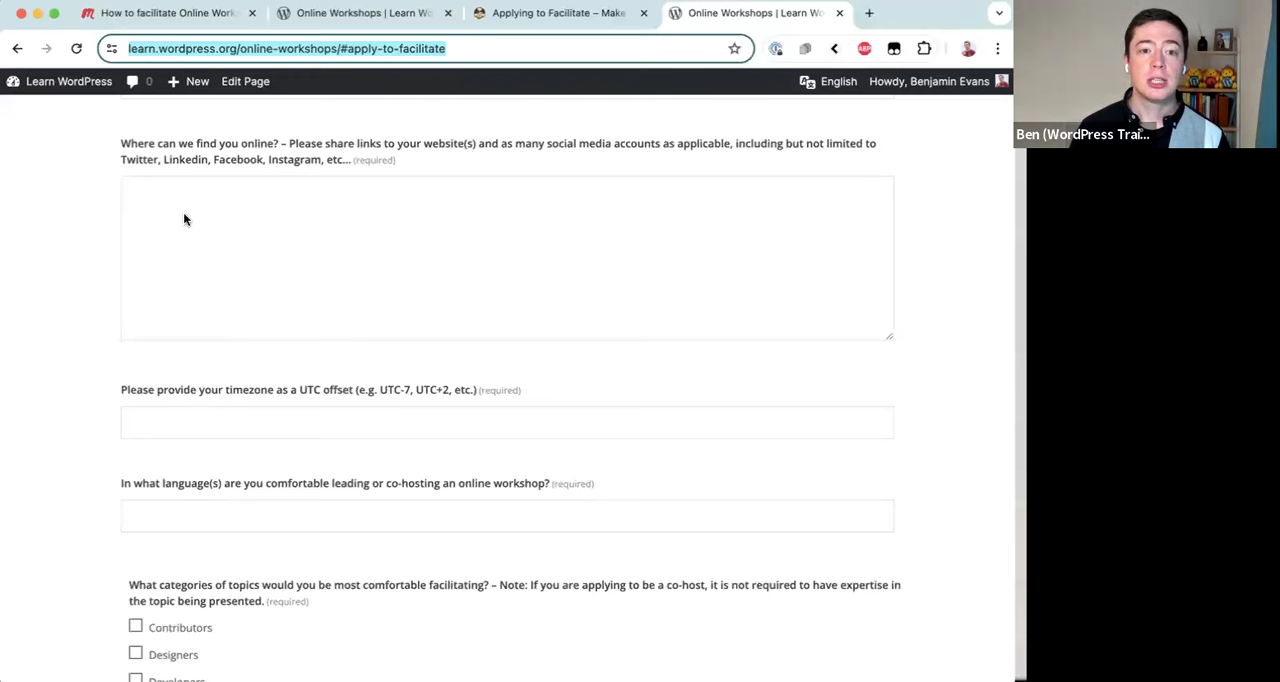 How to facilitate Online Work
Online Workshops | Learn Wo
Applying to Facilitate – Make
Online Workshops | Learn Wo
learn.wordpress.org/online-workshops/#apply-to-facilitate
ABP
Learn WordPress
0
New
Edit Page
English
Howdy, Benjamin Evans
Ben (WordPress Trai...
Where can we find you online? – Please share links to your website(s) and as many social media accounts as applicable, including but not limited to
Twitter, Linkedin, Facebook, Instagram, etc... (required)
Please provide your timezone as a UTC offset (e.g. UTC-7, UTC+2, etc.) (required)
In what language(s) are you comfortable leading or co-hosting an online workshop? (required)
What categories of topics would you be most comfortable facilitating? – Note: If you are applying to be a co-host, it is not required to have expertise in
the topic being presented. (required)
Contributors
Designers
Developers